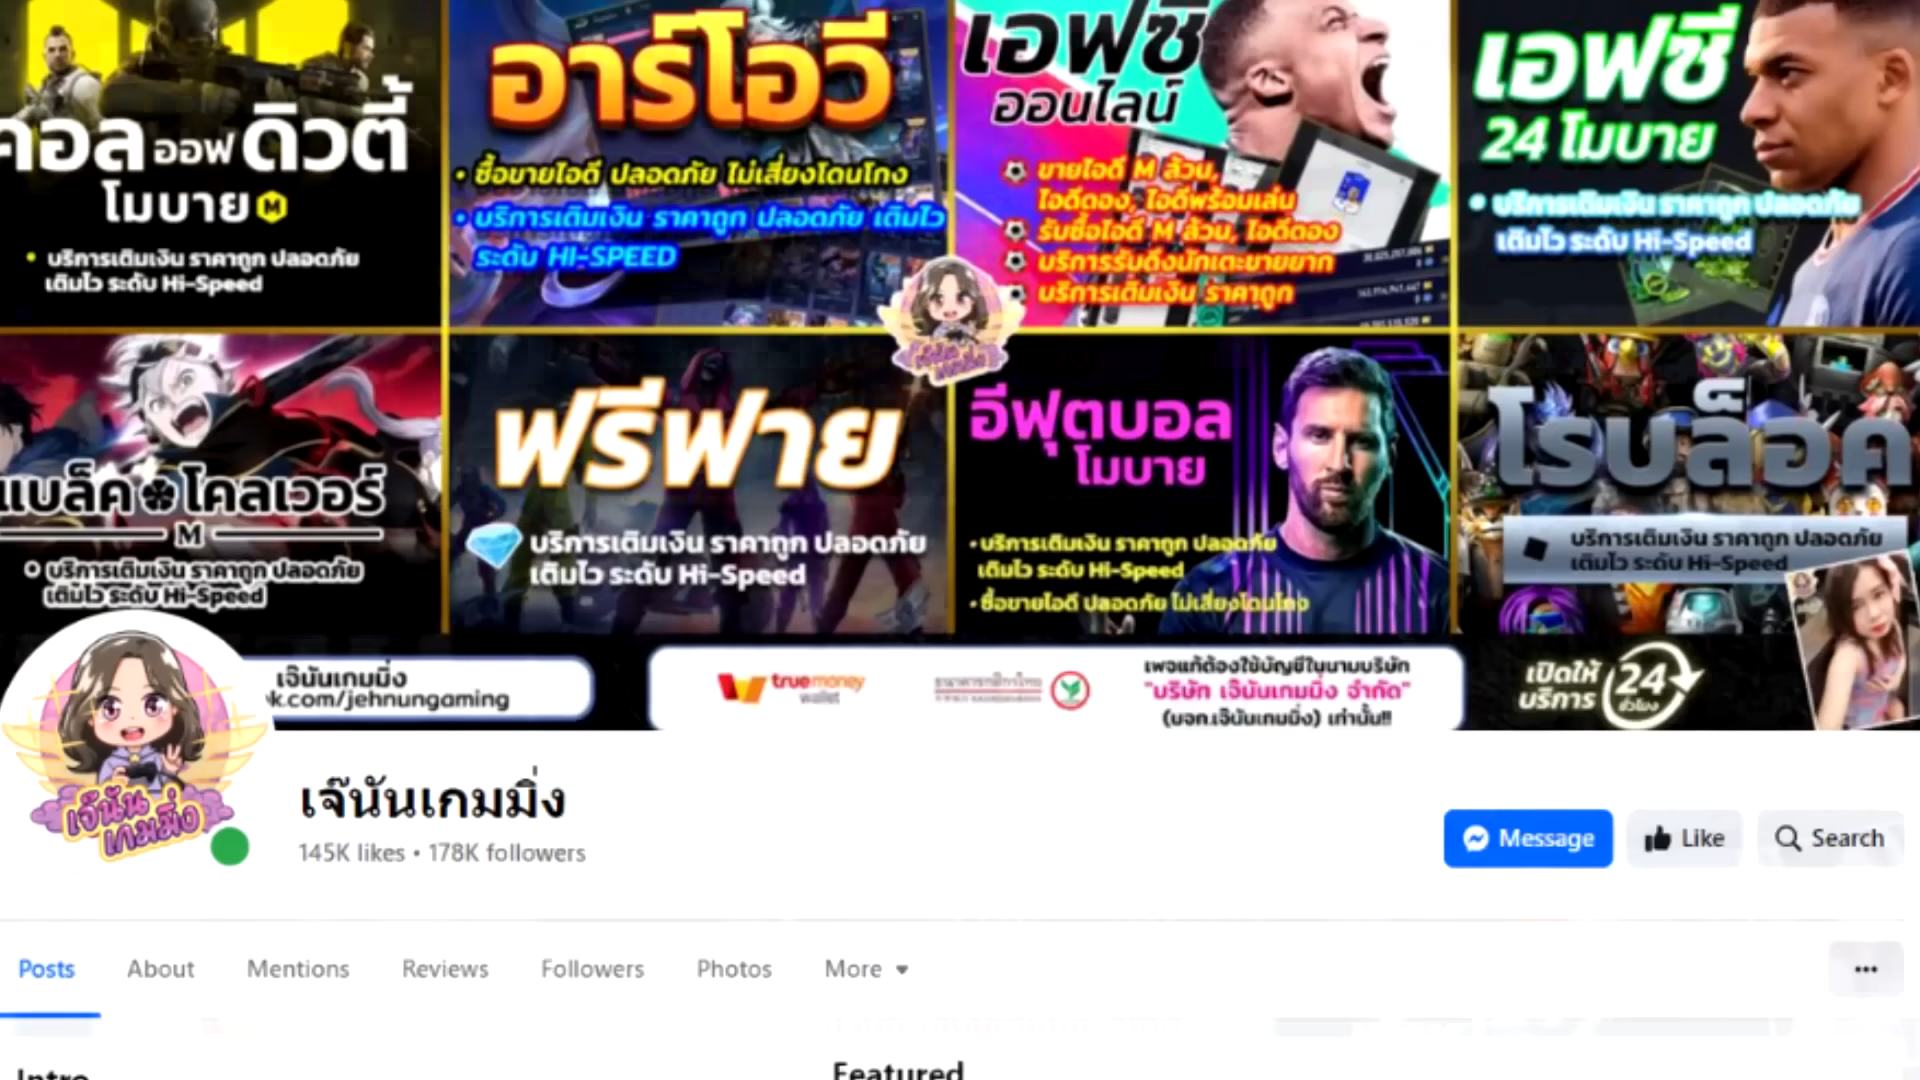 คอล ออฟ ดิวตี้
โมบาย M
• บริการเติมเงิน ราคาถูก ปลอดภัย
เติมไว ระดับ Hi-Speed
อาร์โอวี
• ซื้อขายไอดี ปลอดภัย ไม่เสี่ยงโดนโกง
• บริการเติมเงิน ราคาถูก ปลอดภัย เติมไว
ระดับ HI-SPEED
เอฟซี
ออนไลน์
ขายไอดี M ล้วน,
ไอดีดอง, ไอดีพร้อมเล่น
รับซื้อไอดี M ล้วน, ไอดีดอง
บริการรับดึงนักเตะขายยาก
บริการเติมเงิน ราคาถูก
เอฟซี
24 โมบาย
• บริการเติมเงิน ราคาถูก ปลอดภัย
เติมไว ระดับ Hi-Speed
แบล็ค โคลเวอร์
M
บริการเติมเงิน ราคาถูก ปลอดภัย
เติมไว ระดับ Hi-Speed
ฟรีฟาย
บริการเติมเงิน ราคาถูก ปลอดภัย
เติมไว ระดับ Hi-Speed
อีฟุตบอล
โมบาย
• บริการเติมเงิน ราคาถูก ปลอดภัย
เติมไว ระดับ Hi-Speed
• ซื้อขายไอดี ปลอดภัย ไม่เสี่ยงโดนโกง
โรบล็อค
บริการเติมเงิน ราคาถูก ปลอดภัย
เติมไว ระดับ Hi-Speed
เจ๊นันเกมมิ่ง
k.com/jehnungaming
truemoney
wallet
ธนาคารกสิกรไทย
เพจแท้ต้องใช้บัญชีในนามบริษัท
"บริษัท เจ๊นันเกมมิ่ง จำกัด"
(บจก.เจ๊นันเกมมิ่ง) เท่านั้น!!
เปิดให้
บริการ
24
ชั่วโมง
เจ๊นัน
เกมมิ่ง
เจ๊นันเกมมิ่ง
145K likes • 178K followers
Message
Like
Search
Posts
About
Mentions
Reviews
Followers
Photos
More
Intro
Featured